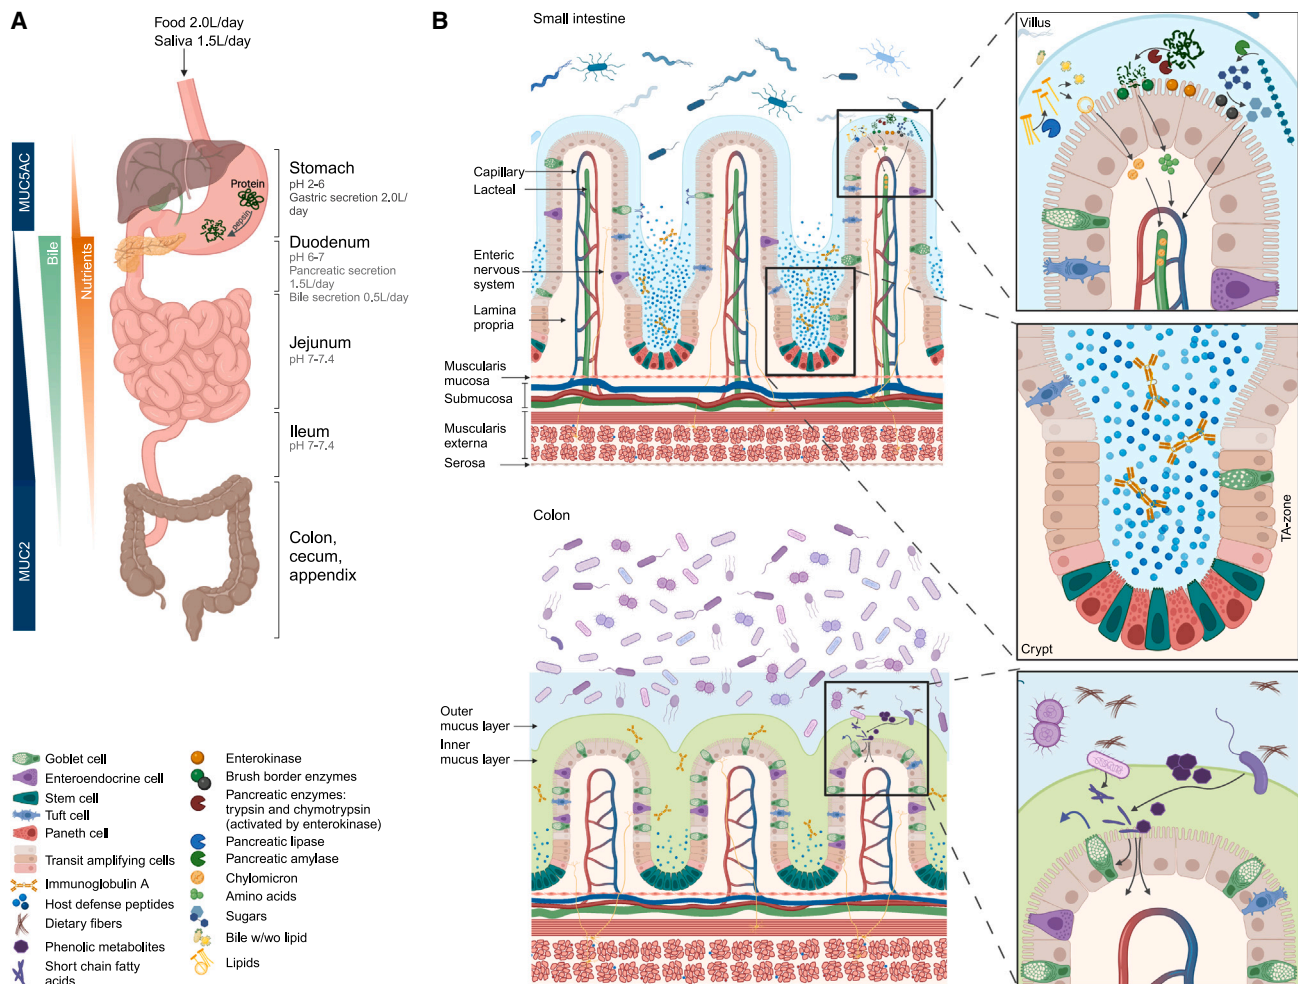 A
Food 2.0L/day
Saliva 1.5L/day
MUC5AC
MUC2
Bile
Nutrients
Protein
pepsin
Stomach
pH 2-6
Gastric secretion 2.0L/
day
Duodenum
pH 6-7
Pancreatic secretion
1.5L/day
Bile secretion 0.5L/day
Jejunum
pH 7-7.4
Ileum
pH 7-7.4
Colon,
cecum,
appendix
Goblet cell
Enteroendocrine cell
Stem cell
Tuft cell
Paneth cell
Transit amplifying cells
Immunoglobulin A
Host defense peptides
Dietary fibers
Phenolic metabolites
Short chain fatty
acids
Enterokinase
Brush border enzymes
Pancreatic enzymes:
trypsin and chymotrypsin
(activated by enterokinase)
Pancreatic lipase
Pancreatic amylase
Chylomicron
Amino acids
Sugars
Bile w/wo lipid
Lipids
B
Small intestine
Capillary
Lacteal
Enteric
nervous
system
Lamina
propria
Muscularis
mucosa
Submucosa
Muscularis
externa
Serosa
Colon
Outer
mucus layer
Inner
mucus layer
Villus
TA-zone
Crypt